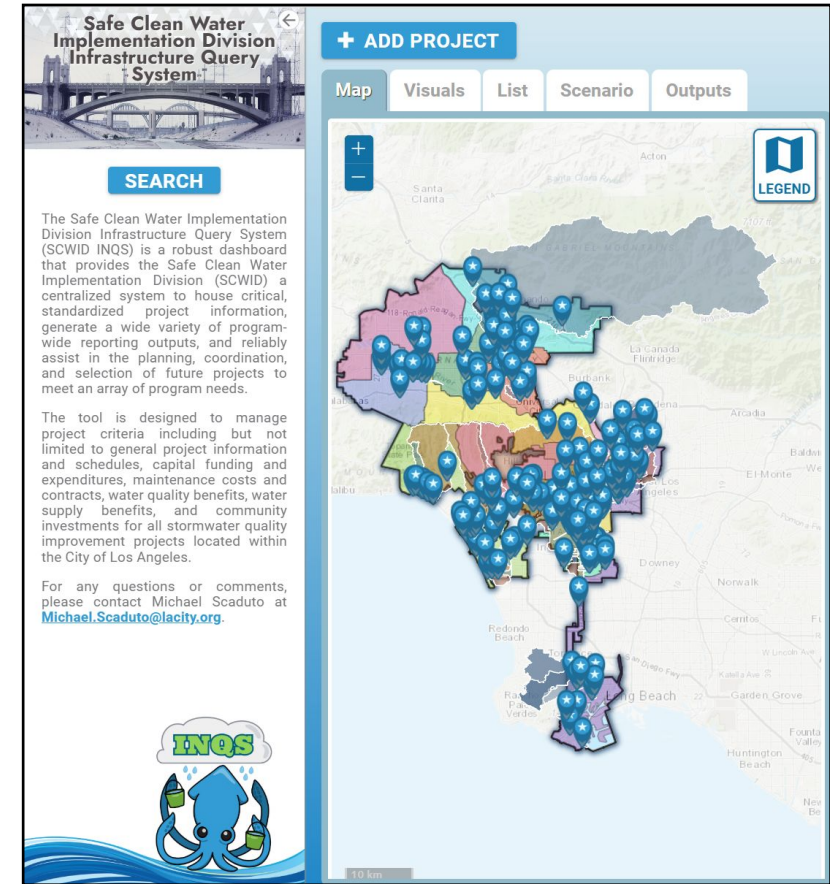 Safe Clean Water
Implementation Division
Infrastructure Query
System
SEARCH
The Safe Clean Water Implementation
Division Infrastructure Query System
(SCWID INQS) is a robust dashboard
that provides the Safe Clean Water
Implementation Division (SCWID) a
centralized system to house critical,
standardized project information,
generate a wide variety of program-
wide reporting outputs, and reliably
assist in the planning, coordination,
and selection of future projects to
meet an array of program needs.
The tool is designed to manage
project criteria including but not
limited to general project information
and schedules, capital funding and
expenditures, maintenance costs and
contracts, water quality benefits, water
supply benefits, and community
investments for all stormwater quality
improvement projects located within
the City of Los Angeles.
For any questions or comments,
please contact Michael Scaduto at
Michael.Scaduto@lacity.org.
INQS
+ ADD PROJECT
Map
Visuals
List
Scenario
Outputs
+
−
LEGEND
Acton
Santa
Clarita
Santa Clara River
La Canada
Flintridge
Burbank
Arcadia
El Monte
Downey
Norwalk
Cerritos
Redondo
Beach
Long Beach
Garden Grove
Huntington
Beach
10 km